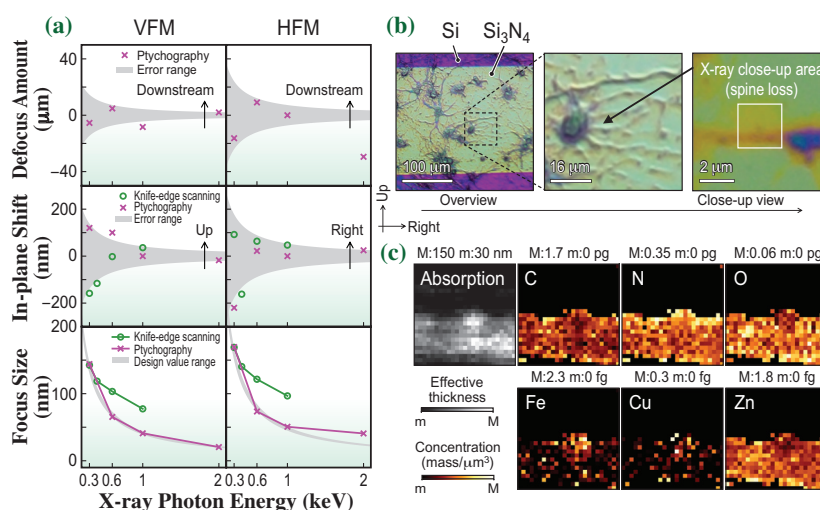 (a)
VFM
HFM
Defocus Amount
(μm)
40
0
−40
Ptychography
Error range
Downstream
Downstream
In-plane Shift
(nm)
200
0
−200
Knife-edge scanning
Ptychography
Error range
Up
Right
Focus Size
(nm)
200
100
0
Knife-edge scanning
Ptychography
Design value range
0.3 0.6 1 2 0.3 0.6 1 2
X-ray Photon Energy (keV)
(b)
Si
Si3N4
X-ray close-up area
(spine loss)
100 μm
16 μm
2 μm
Up
Right
Overview
Close-up view
(c)
M:150 m:30 nm
M:1.7 m:0 pg
M:0.35 m:0 pg
M:0.06 m:0 pg
Absorption
C
N
O
M:2.3 m:0 fg
M:0.3 m:0 fg
M:1.8 m:0 fg
Fe
Cu
Zn
Effective
thickness
m M
Concentration
(mass/μm3)
m M